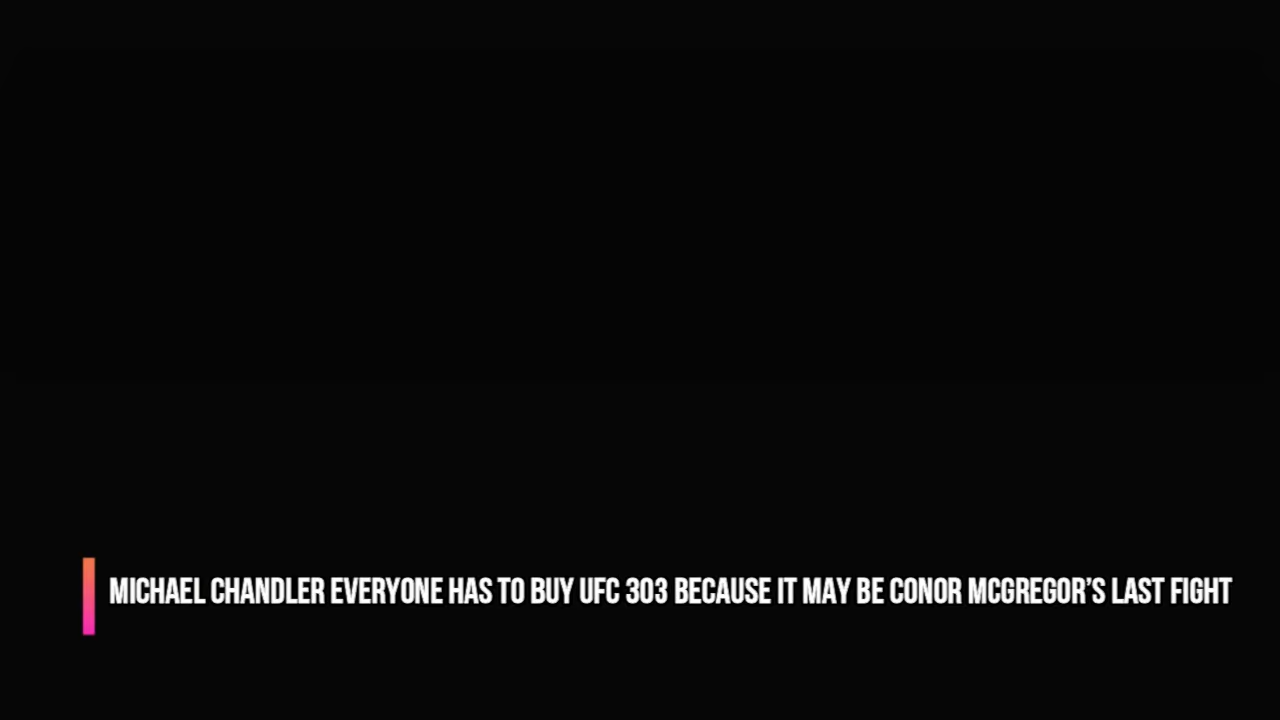 MICHAEL CHANDLER EVERYONE HAS TO BUY UFC 303 BECAUSE IT MAY BE CONOR MCGREGOR’S LAST FIGHT